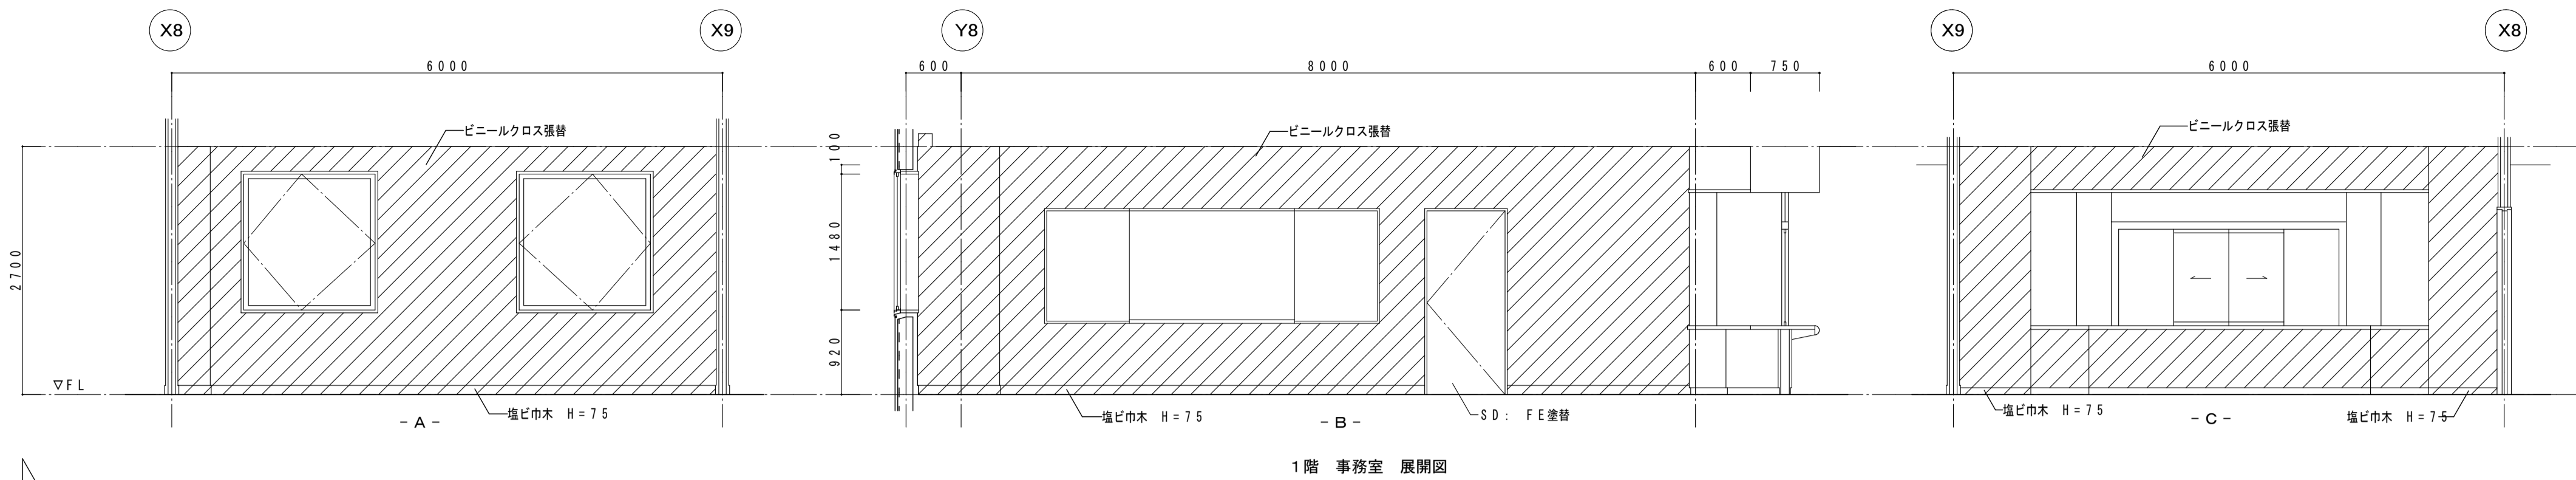 X8
X9
Y8
X9
X8
6000
600
8000
600
750
6000
ビニールクロス張替
ビニールクロス張替
ビニールクロス張替
2700
100
1480
920
▽FL
塩ビ巾木 H=75
塩ビ巾木 H=75
SD: FE塗替
塩ビ巾木 H=75
塩ビ巾木 H=75
-A-
-B-
-C-
1階 事務室 展開図